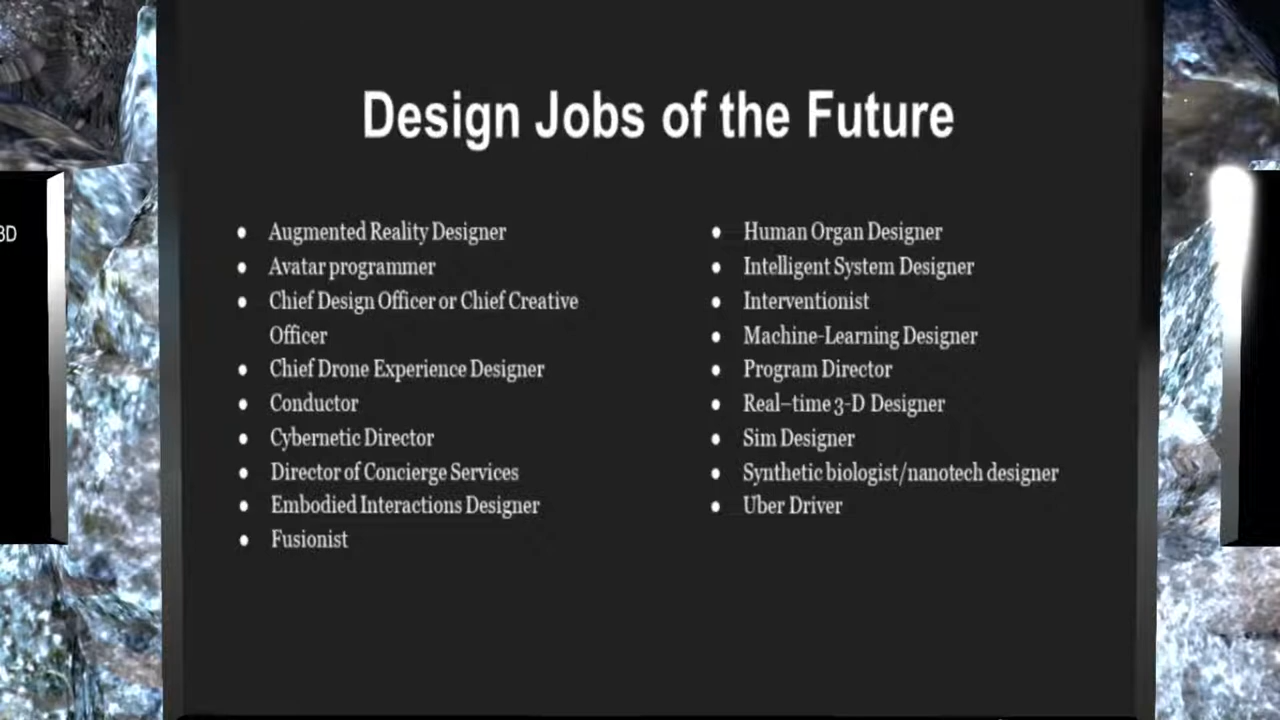 Design Jobs of the Future
3D
• Augmented Reality Designer
• Avatar programmer
• Chief Design Officer or Chief Creative
Officer
• Chief Drone Experience Designer
• Conductor
• Cybernetic Director
• Director of Concierge Services
• Embodied Interactions Designer
• Fusionist
• Human Organ Designer
• Intelligent System Designer
• Interventionist
• Machine-Learning Designer
• Program Director
• Real–time 3-D Designer
• Sim Designer
• Synthetic biologist/nanotech designer
• Uber Driver